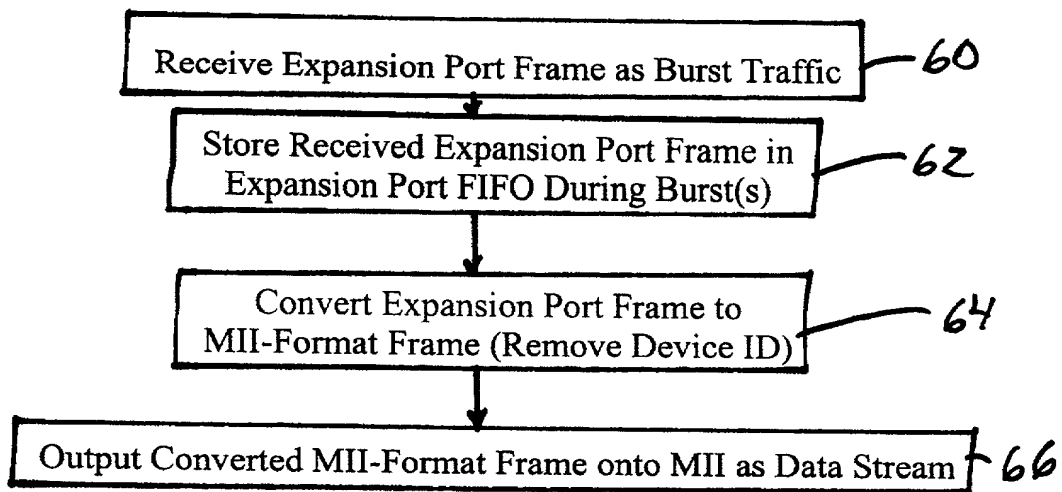 Receive Expansion Port Frame as Burst Traffic 60
Store Received Expansion Port Frame in
Expansion Port FIFO During Burst(s) 62
Convert Expansion Port Frame to
MII-Format Frame (Remove Device ID) 64
Output Converted MII-Format Frame onto MII as Data Stream 66